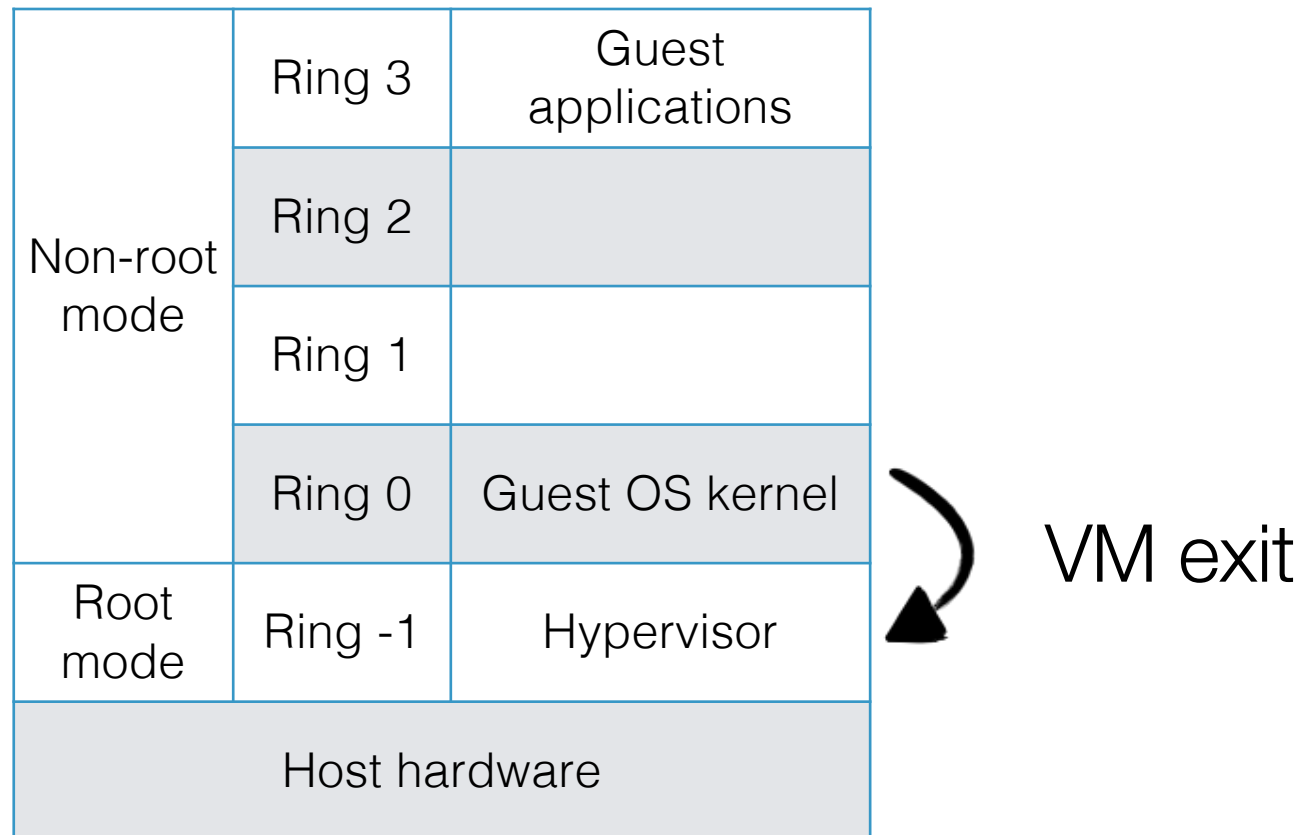 Ring 3
Guest
applications
Ring 2
Non-root
mode
Ring 1
Ring 0
Guest OS kernel
VM exit
Root
mode
Ring -1
Hypervisor
Host hardware